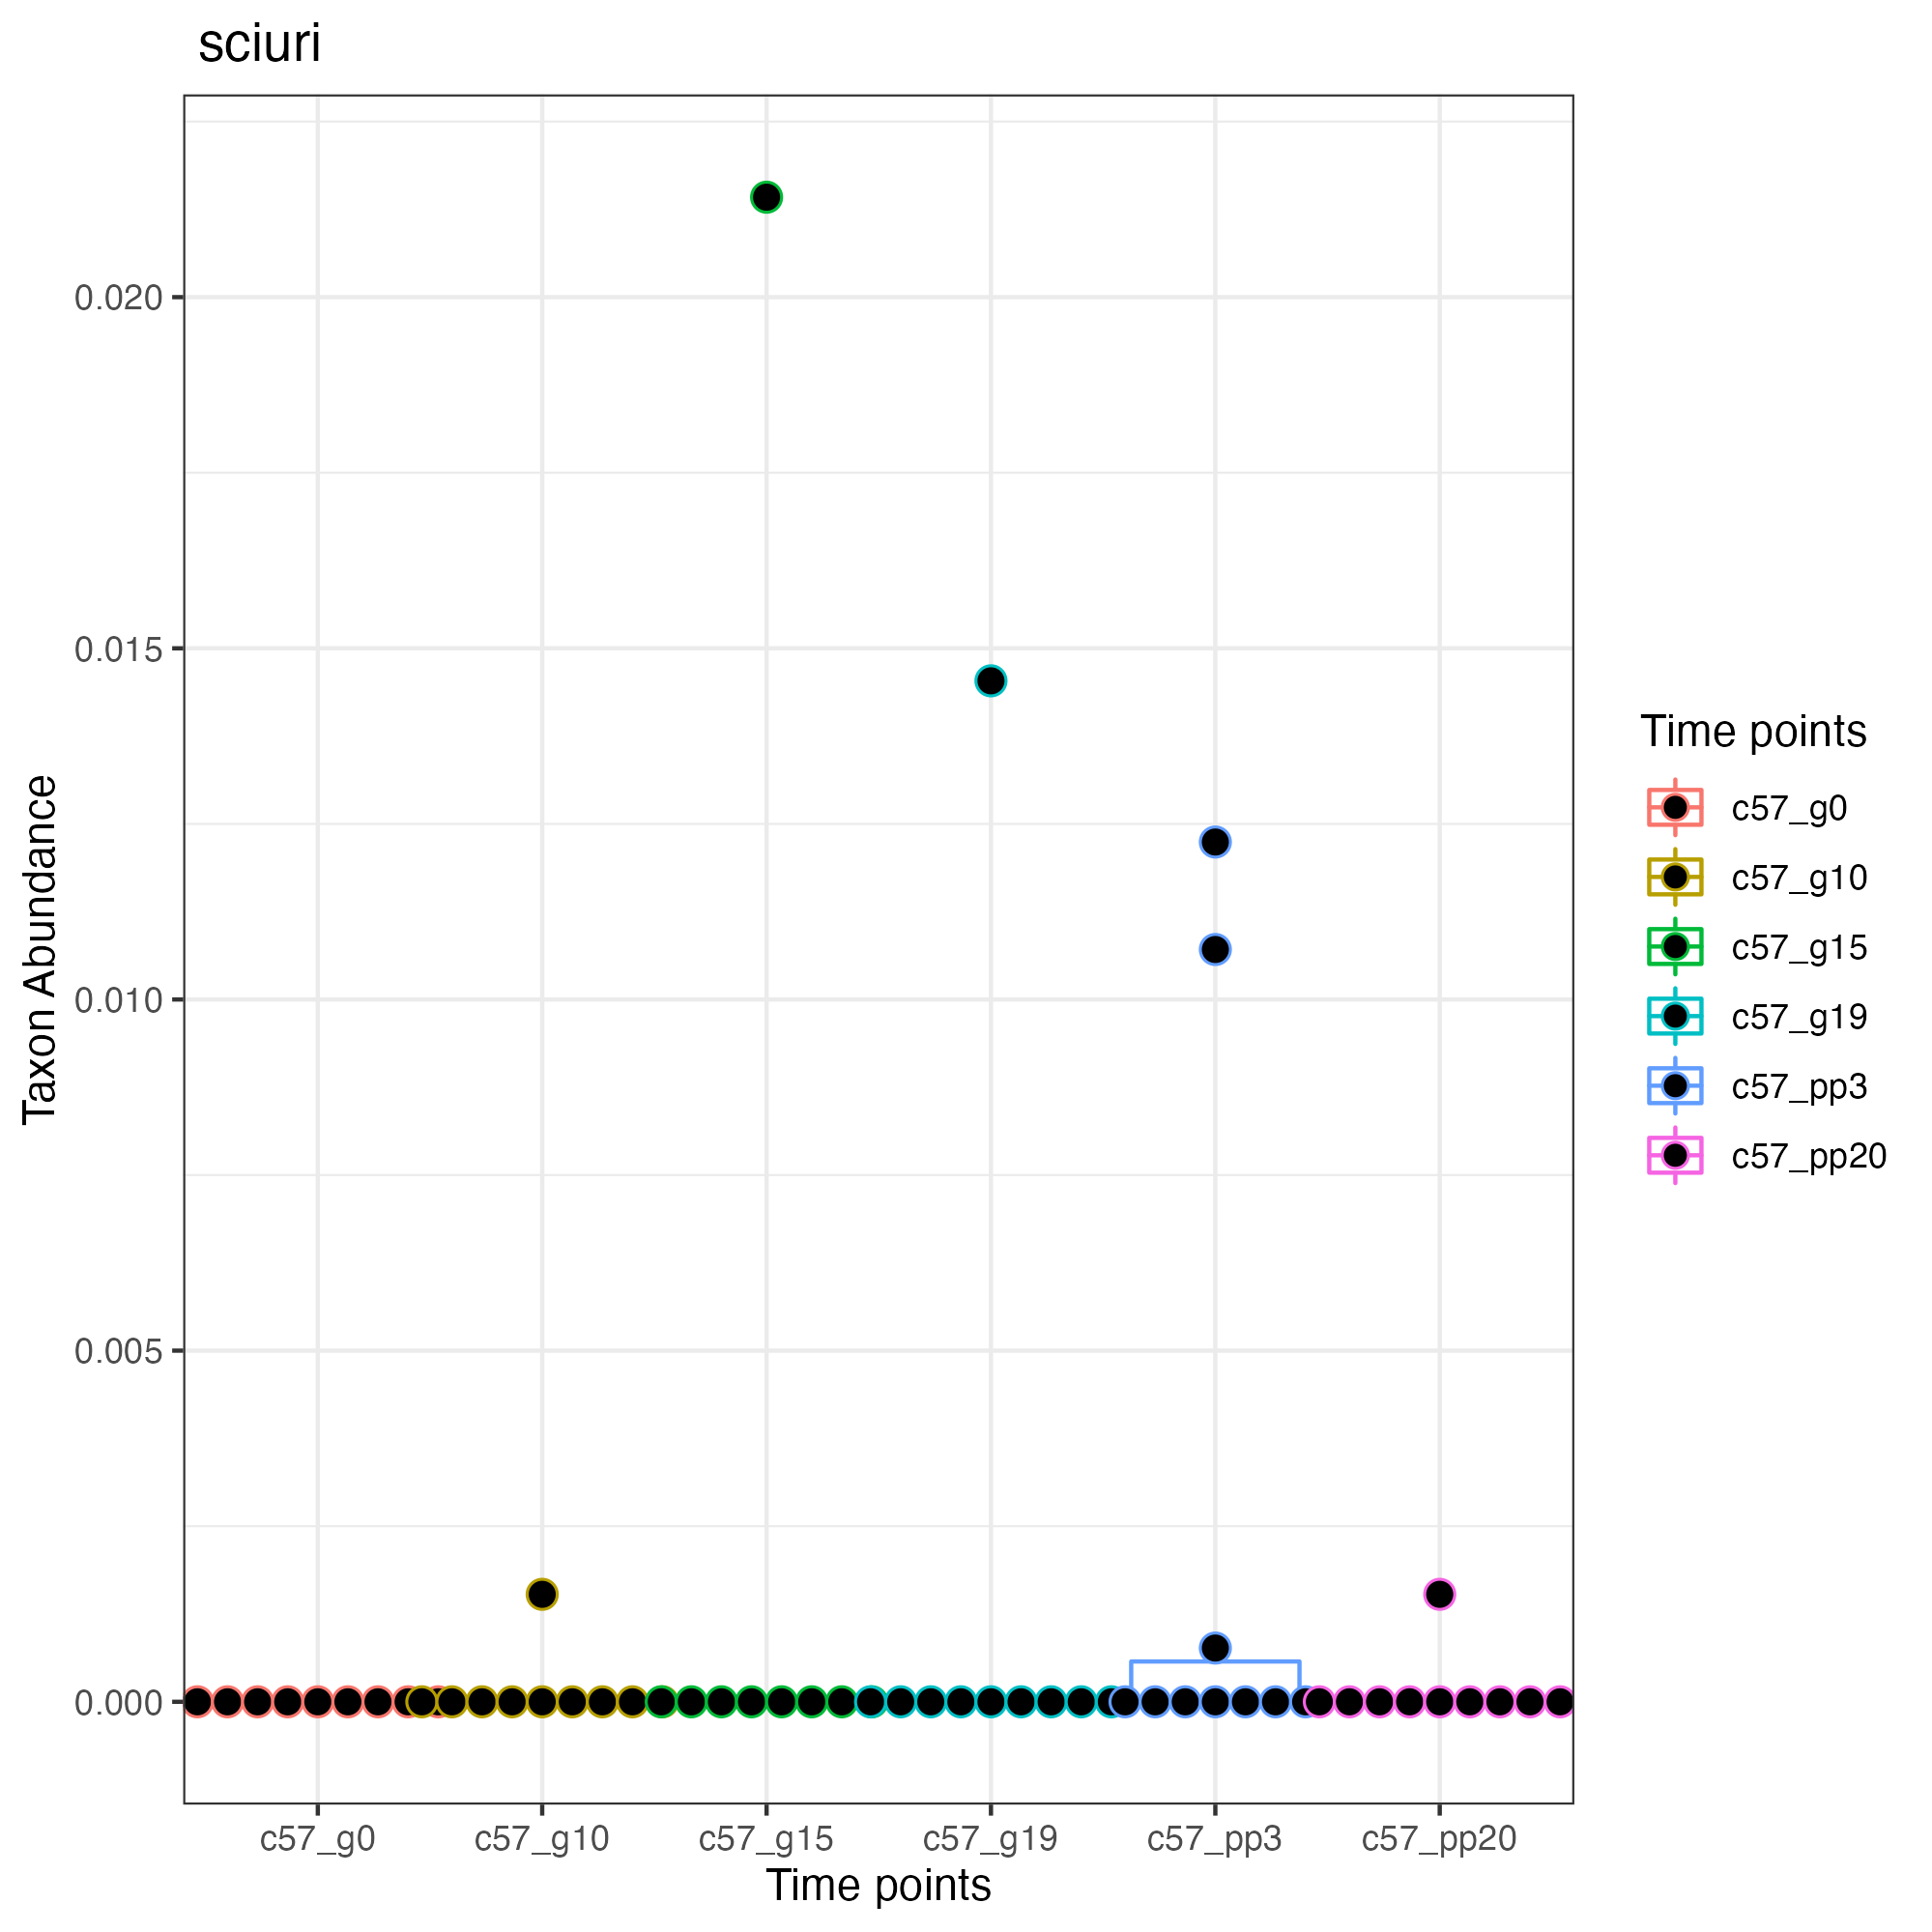 sciuri
0.020
0.015
0.010
0.005
0.000
Taxon Abundance
c57_g0 c57_g10 c57_g15 c57_g19 c57_pp3 c57_pp20
Time points
Time points
c57_g0
c57_g10
c57_g15
c57_g19
c57_pp3
c57_pp20